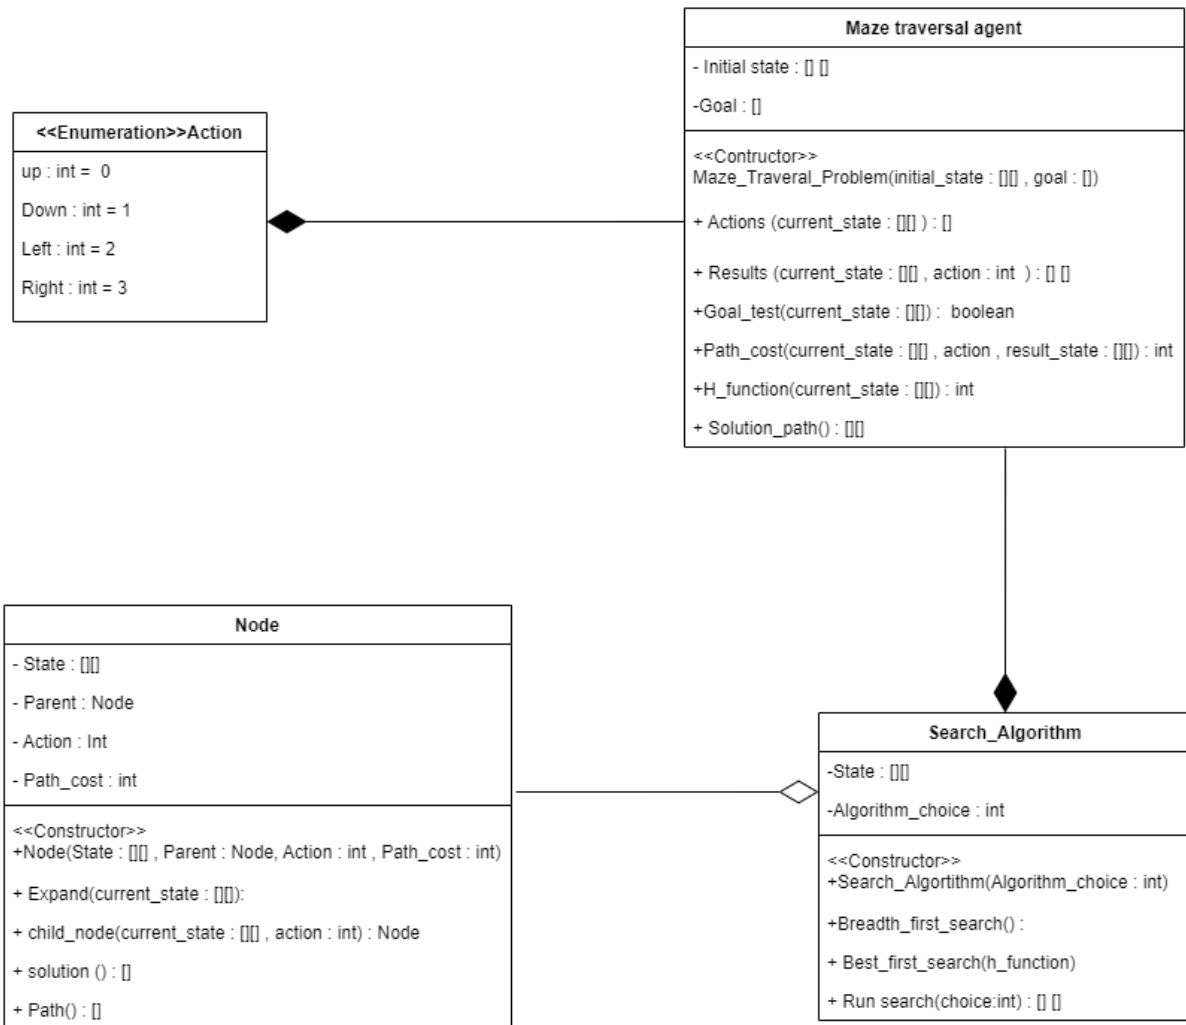 Maze traversal agent
- Initial state : [] []
-Goal : []
<<Contructor>>
Maze_Traveral_Problem(initial_state : [][] , goal : [])
+ Actions (current_state : [][] ) : []
+ Results (current_state : [][] , action : int  ) : [] []
+Goal_test(current_state : [][]) :  boolean
+Path_cost(current_state : [][] , action , result_state : [][]) : int
+H_function(current_state : [][]) : int
+ Solution_path() : [][]
<<Enumeration>>Action
up : int =  0
Down : int = 1
Left : int = 2
Right : int = 3
Node
- State : [][]
- Parent : Node
- Action : Int
- Path_cost : int
<<Constructor>>
+Node(State : [][] , Parent : Node, Action : int , Path_cost : int)
+ Expand(current_state : [][]):
+ child_node(current_state : [][] , action : int) : Node
+ solution () : []
+ Path() : []
Search_Algorithm
-State : [][]
-Algorithm_choice : int
<<Constructor>>
+Search_Algortithm(Algorithm_choice : int)
+Breadth_first_search() :
+ Best_first_search(h_function)
+ Run search(choice:int) : [] []